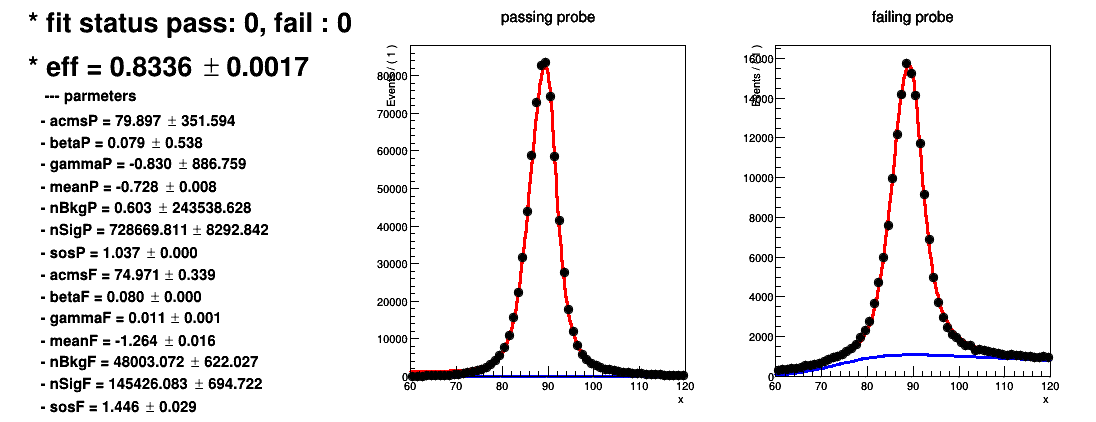 * fit status pass: 0, fail : 0
* eff = 0.8336 ± 0.0017
--- parmeters
- acmsP = 79.897 ± 351.594
- betaP = 0.079 ± 0.538
- gammaP = -0.830 ± 886.759
- meanP = -0.728 ± 0.008
- nBkgP = 0.603 ± 243538.628
- nSigP = 728669.811 ± 8292.842
- sosP = 1.037 ± 0.000
- acmsF = 74.971 ± 0.339
- betaF = 0.080 ± 0.000
- gammaF = 0.011 ± 0.001
- meanF = -1.264 ± 0.016
- nBkgF = 48003.072 ± 622.027
- nSigF = 145426.083 ± 694.722
- sosF = 1.446 ± 0.029
passing probe
Events / ( 1 )
80000
70000
60000
50000
40000
30000
20000
10000
0
60 70 80 90 100 110 120
x
failing probe
Events / ( 1 )
16000
14000
12000
10000
8000
6000
4000
2000
0
60 70 80 90 100 110 120
x